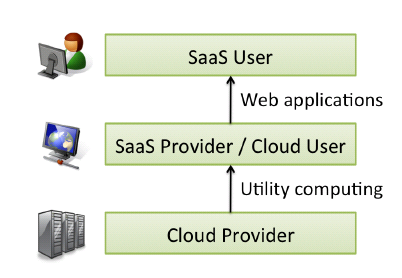 SaaS User
Web applications
SaaS Provider / Cloud User
Utility computing
Cloud Provider